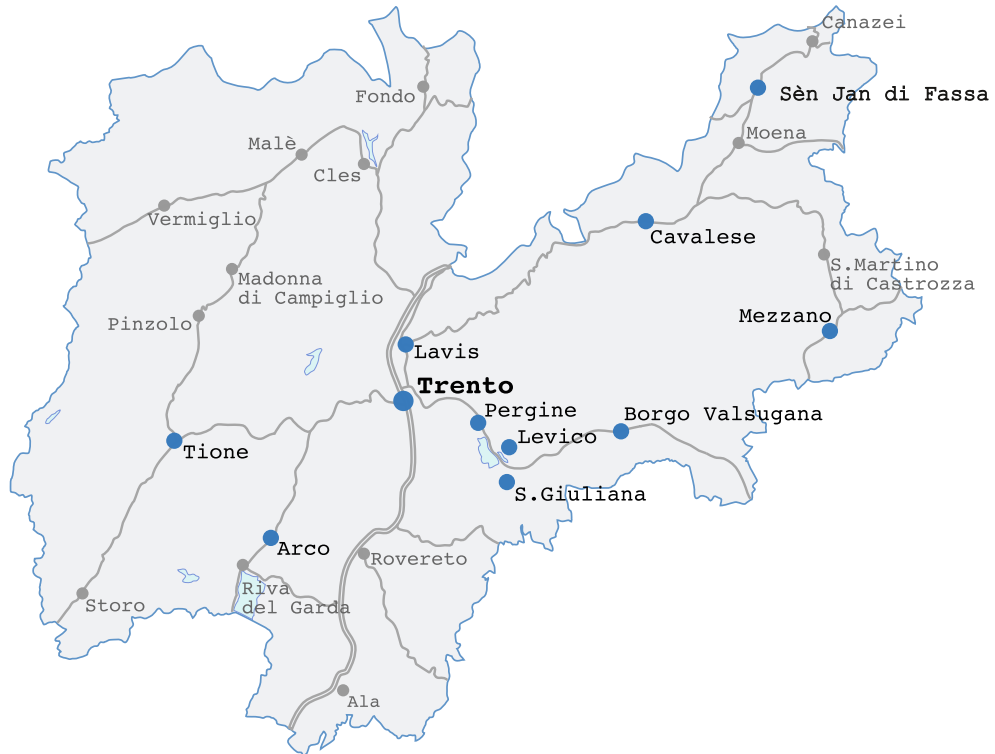 Canazei
Sèn Jan di Fassa
Fondo
Moena
Malè
Cles
Vermiglio
Cavalese
Madonna
di Campiglio
S.Martino
di Castrozza
Pinzolo
Mezzano
Lavis
Trento
Pergine
Borgo Valsugana
Levico
Tione
S.Giuliana
Arco
Rovereto
Riva
del Garda
Storo
Ala